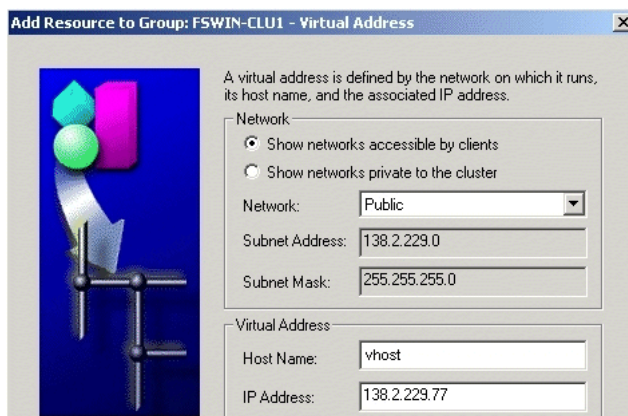 Add Resource to Group: FSWIN-CLU1 - Virtual Address
A virtual address is defined by the network on which it runs,
its host name, and the associated IP address.
Network
Show networks accessible by clients
Show networks private to the cluster
Network: Public
Subnet Address: 138.2.229.0
Subnet Mask: 255.255.255.0
Virtual Address
Host Name: vhost
IP Address: 138.2.229.77